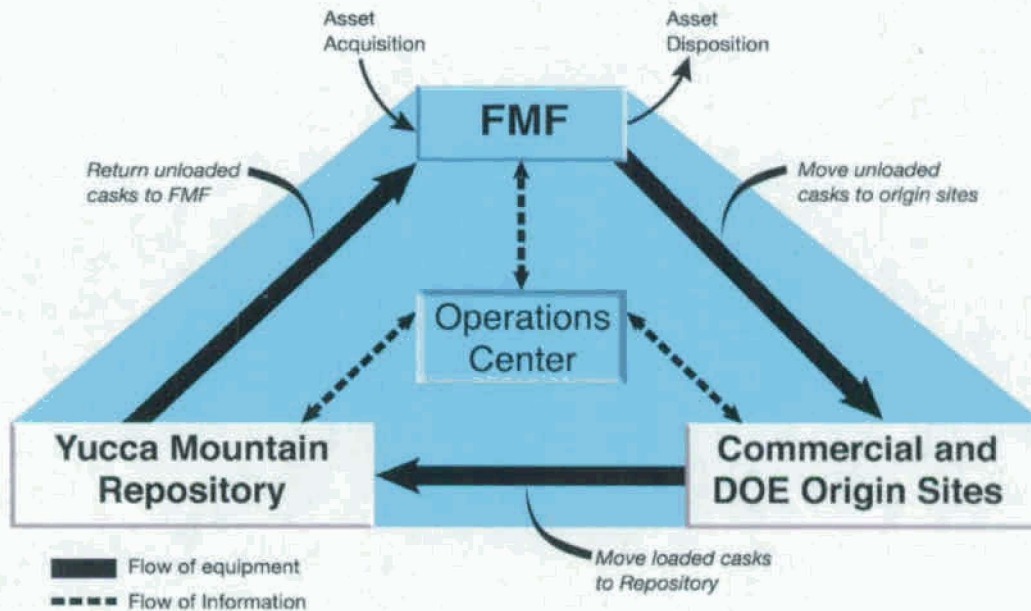 Asset
Acquisition
Asset
Disposition
FMF
Return unloaded
casks to FMF
Move unloaded
casks to origin sites
Operations
Center
Yucca Mountain
Repository
Commercial and
DOE Origin Sites
Move loaded casks
to Repository
Flow of equipment
Flow of Information